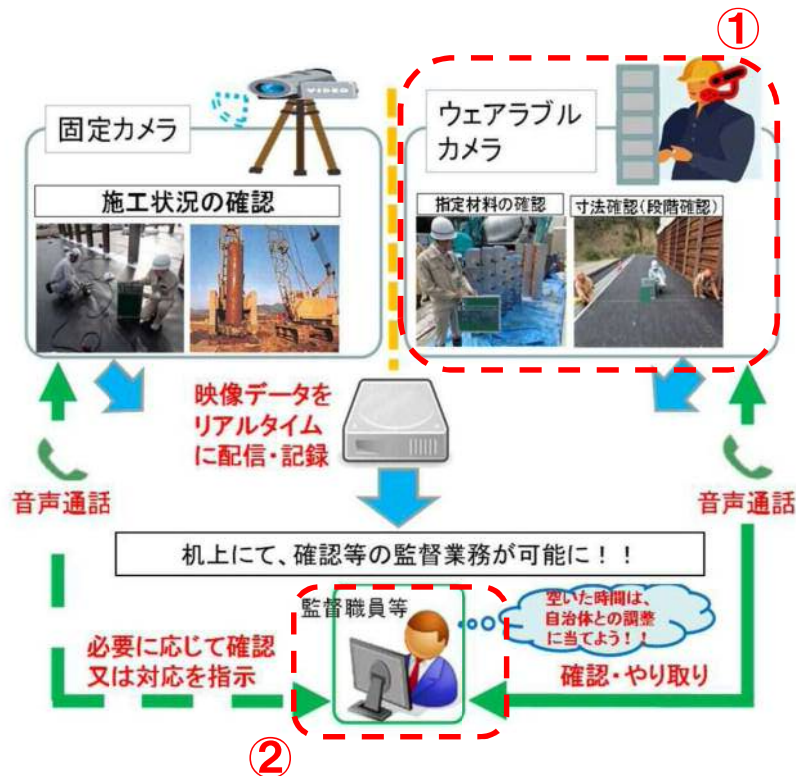 ①
VIDEO
固定カメラ
ウェアラブル
カメラ
施工状況の確認
指定材料の確認
寸法確認(段階確認)
映像データを
リアルタイム
に配信・記録
音声通話
音声通話
机上にて、確認等の監督業務が可能に！！
監督職員等
空いた時間は、
自治体との調整
に当てよう！！
必要に応じて確認
又は対応を指示
確認・やり取り
②